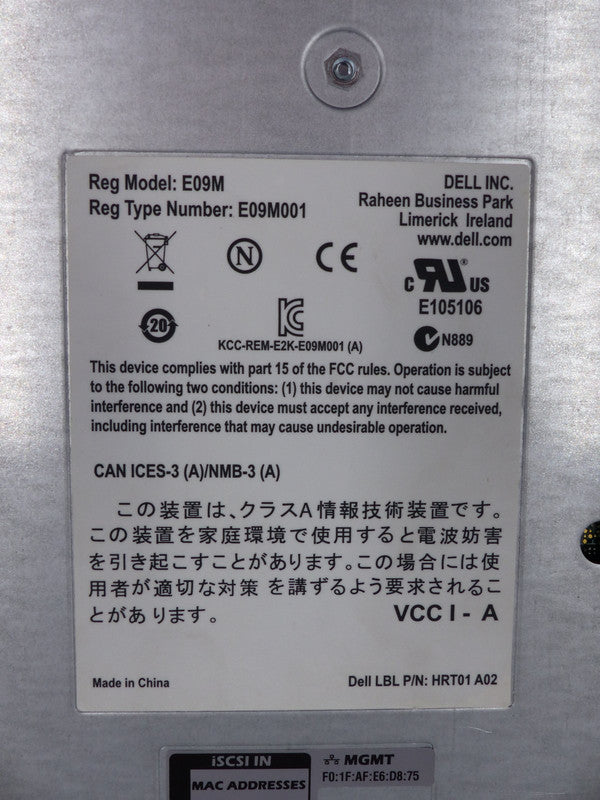 Reg Model: E09M
Reg Type Number: E09M001
DELL INC.
Raheen Business Park
Limerick Ireland
www.dell.com
N
CE
c RU ® US
E105106
20
KCC-REM-E2K-E09M001 (A)
N889
This device complies with part 15 of the FCC rules. Operation is subject
to the following two conditions: (1) this device may not cause harmful
interference and (2) this device must accept any interference received,
including interference that may cause undesirable operation.
CAN ICES-3 (A)/NMB-3 (A)
この装置は、クラスA情報技術装置です。
この装置を家庭環境で使用すると電波妨害
を引き起こすことがあります。この場合には使
用者が適切な対策 を講ずるよう要求されるこ
とがあります。
VCC I - A
Made in China
Dell LBL P/N: HRT01 A02
iSCSI IN
MGMT
MAC ADDRESSES
F0:1F:AF:E6:D8:75